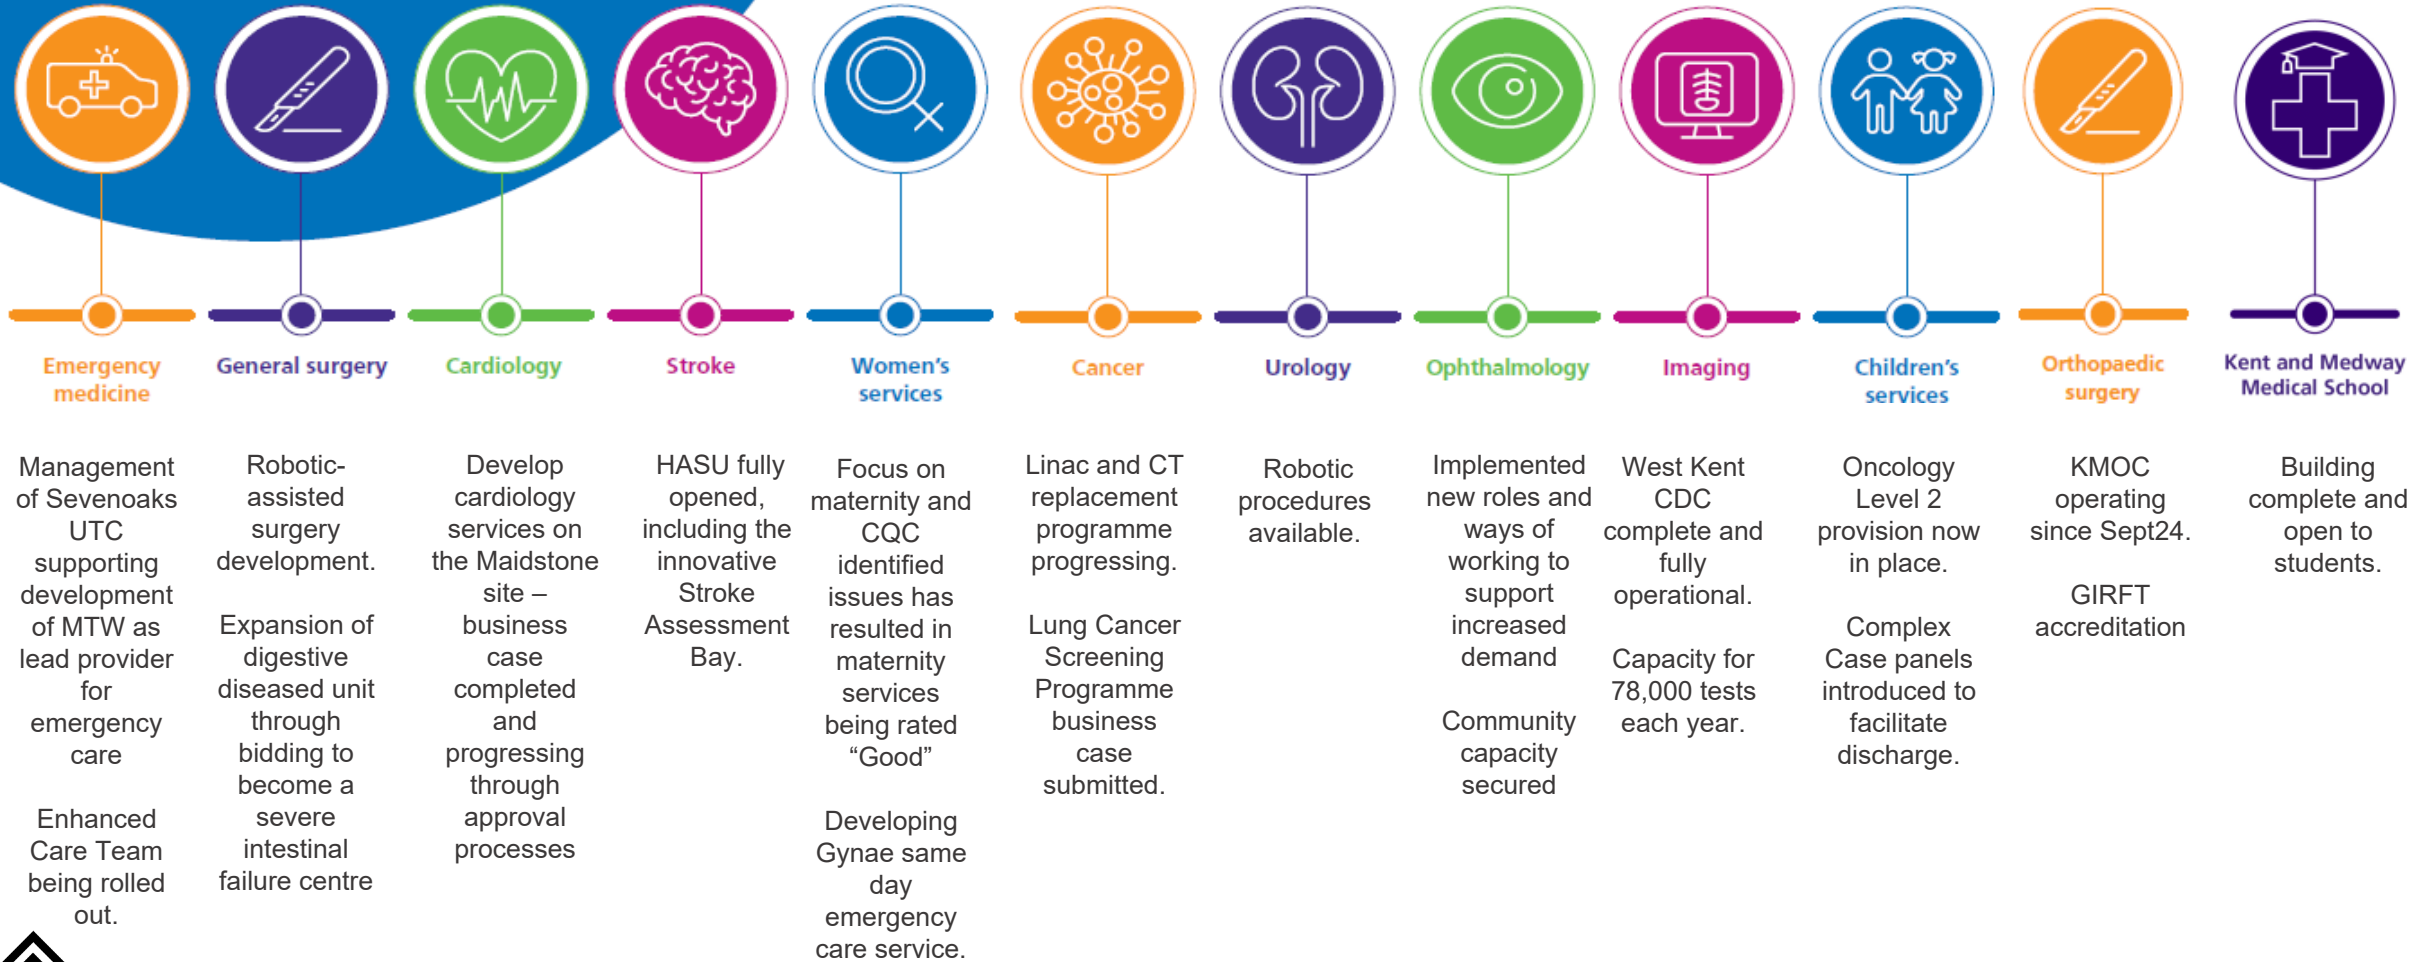 Emergency
medicine
Management
of Sevenoaks
UTC
supporting
development
of MTW as
lead provider
for
emergency
care
Enhanced
Care Team
being rolled
out.
General surgery
Robotic-
assisted
surgery
development.
Expansion of
digestive
diseased unit
through
bidding to
become a
severe
intestinal
failure centre
Cardiology
Develop
cardiology
services on
the Maidstone
site –
business
case
completed
and
progressing
through
approval
processes
Stroke
HASU fully
opened,
including the
innovative
Stroke
Assessment
Bay.
Women's
services
Focus on
maternity and
CQC
identified
issues has
resulted in
maternity
services
being rated
“Good”
Developing
Gynae same
day
emergency
care service.
Cancer
Linac and CT
replacement
programme
progressing.
Lung Cancer
Screening
Programme
business
case
submitted.
Urology
Robotic
procedures
available.
Ophthalmology
Implemented
new roles and
ways of
working to
support
increased
demand
Community
capacity
secured
Imaging
West Kent
CDC
complete and
fully
operational.
Capacity for
78,000 tests
each year.
Children's
services
Oncology
Level 2
provision now
in place.
Complex
Case panels
introduced to
facilitate
discharge.
Orthopaedic
surgery
KMOC
operating
since Sept24.
GIRFT
accreditation
Kent and Medway
Medical School
Building
complete and
open to
students.